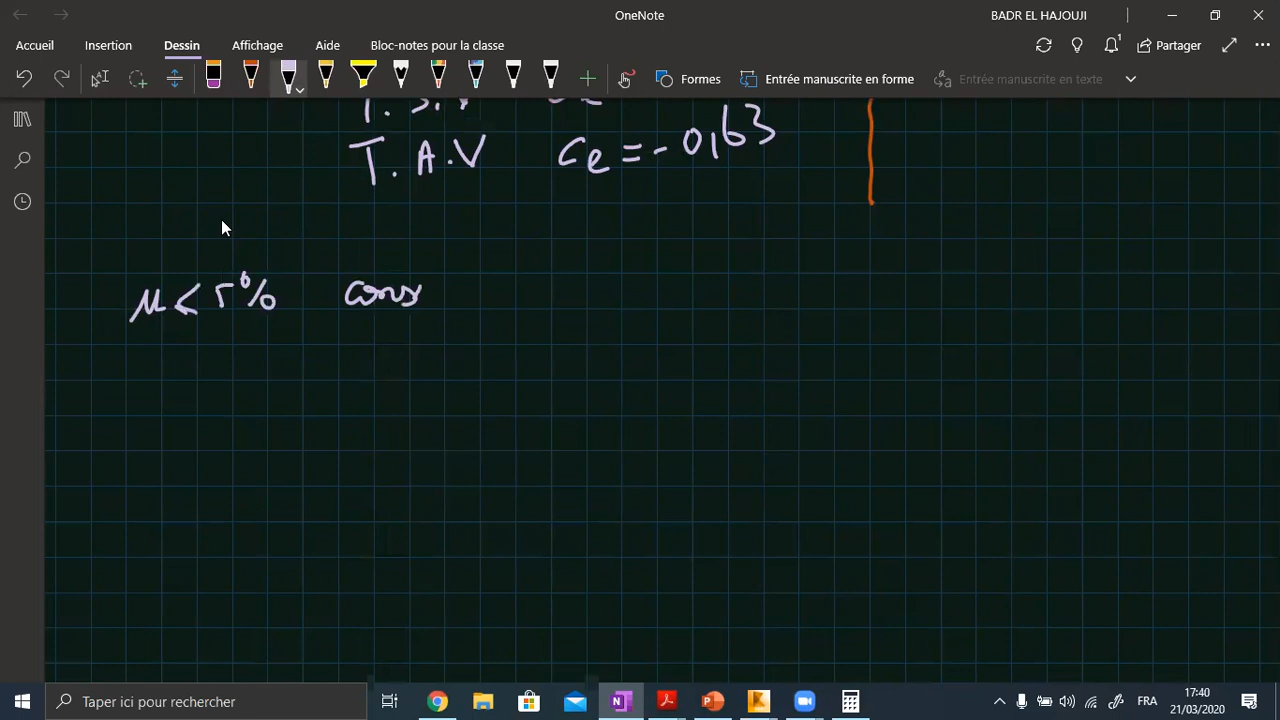 OneNote
BADR EL HAJOUJI
Accueil Insertion Dessin Affichage Aide Bloc-notes pour la classe
Partager
Formes
Entrée manuscrite en forme
Entrée manuscrite en texte
T.A.V Ce = - 0,63
μ < 5% cons
Taper ici pour rechercher
FRA
17:40
21/03/2020